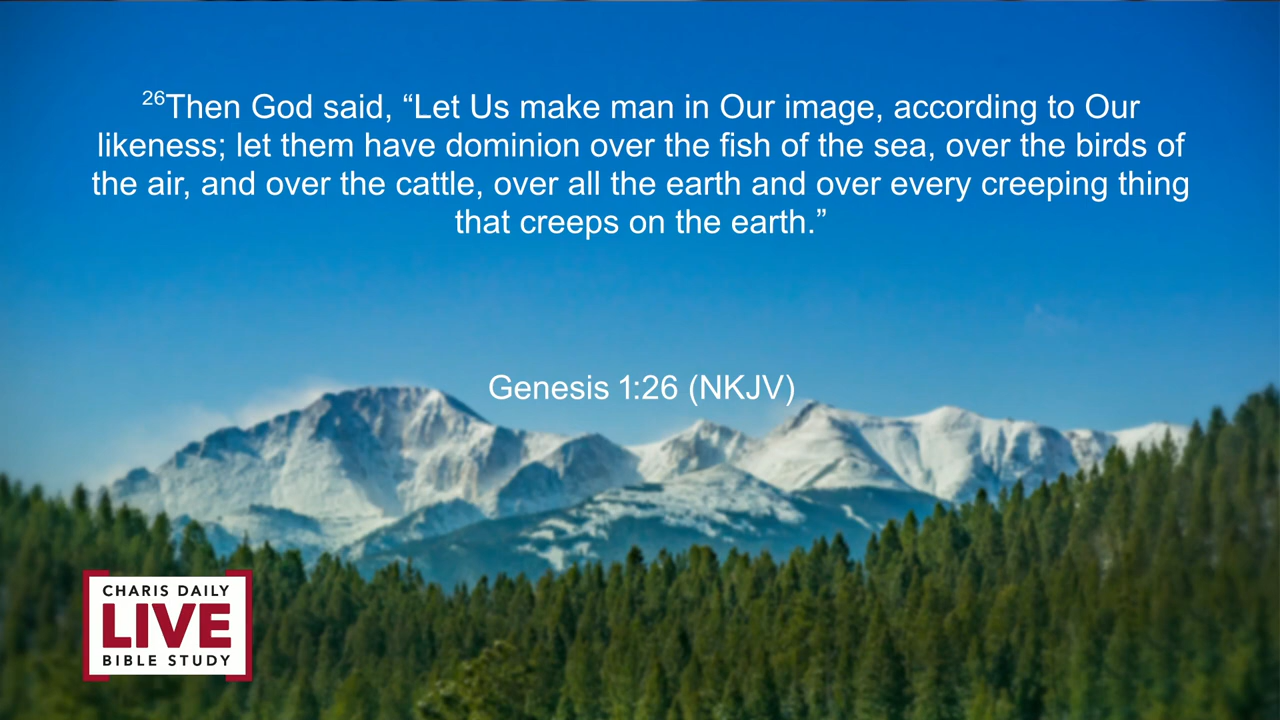 26Then God said, “Let Us make man in Our image, according to Our
likeness; let them have dominion over the fish of the sea, over the birds of
the air, and over the cattle, over all the earth and over every creeping thing
that creeps on the earth.”
Genesis 1:26 (NKJV)
CHARIS DAILY
LIVE
BIBLE STUDY